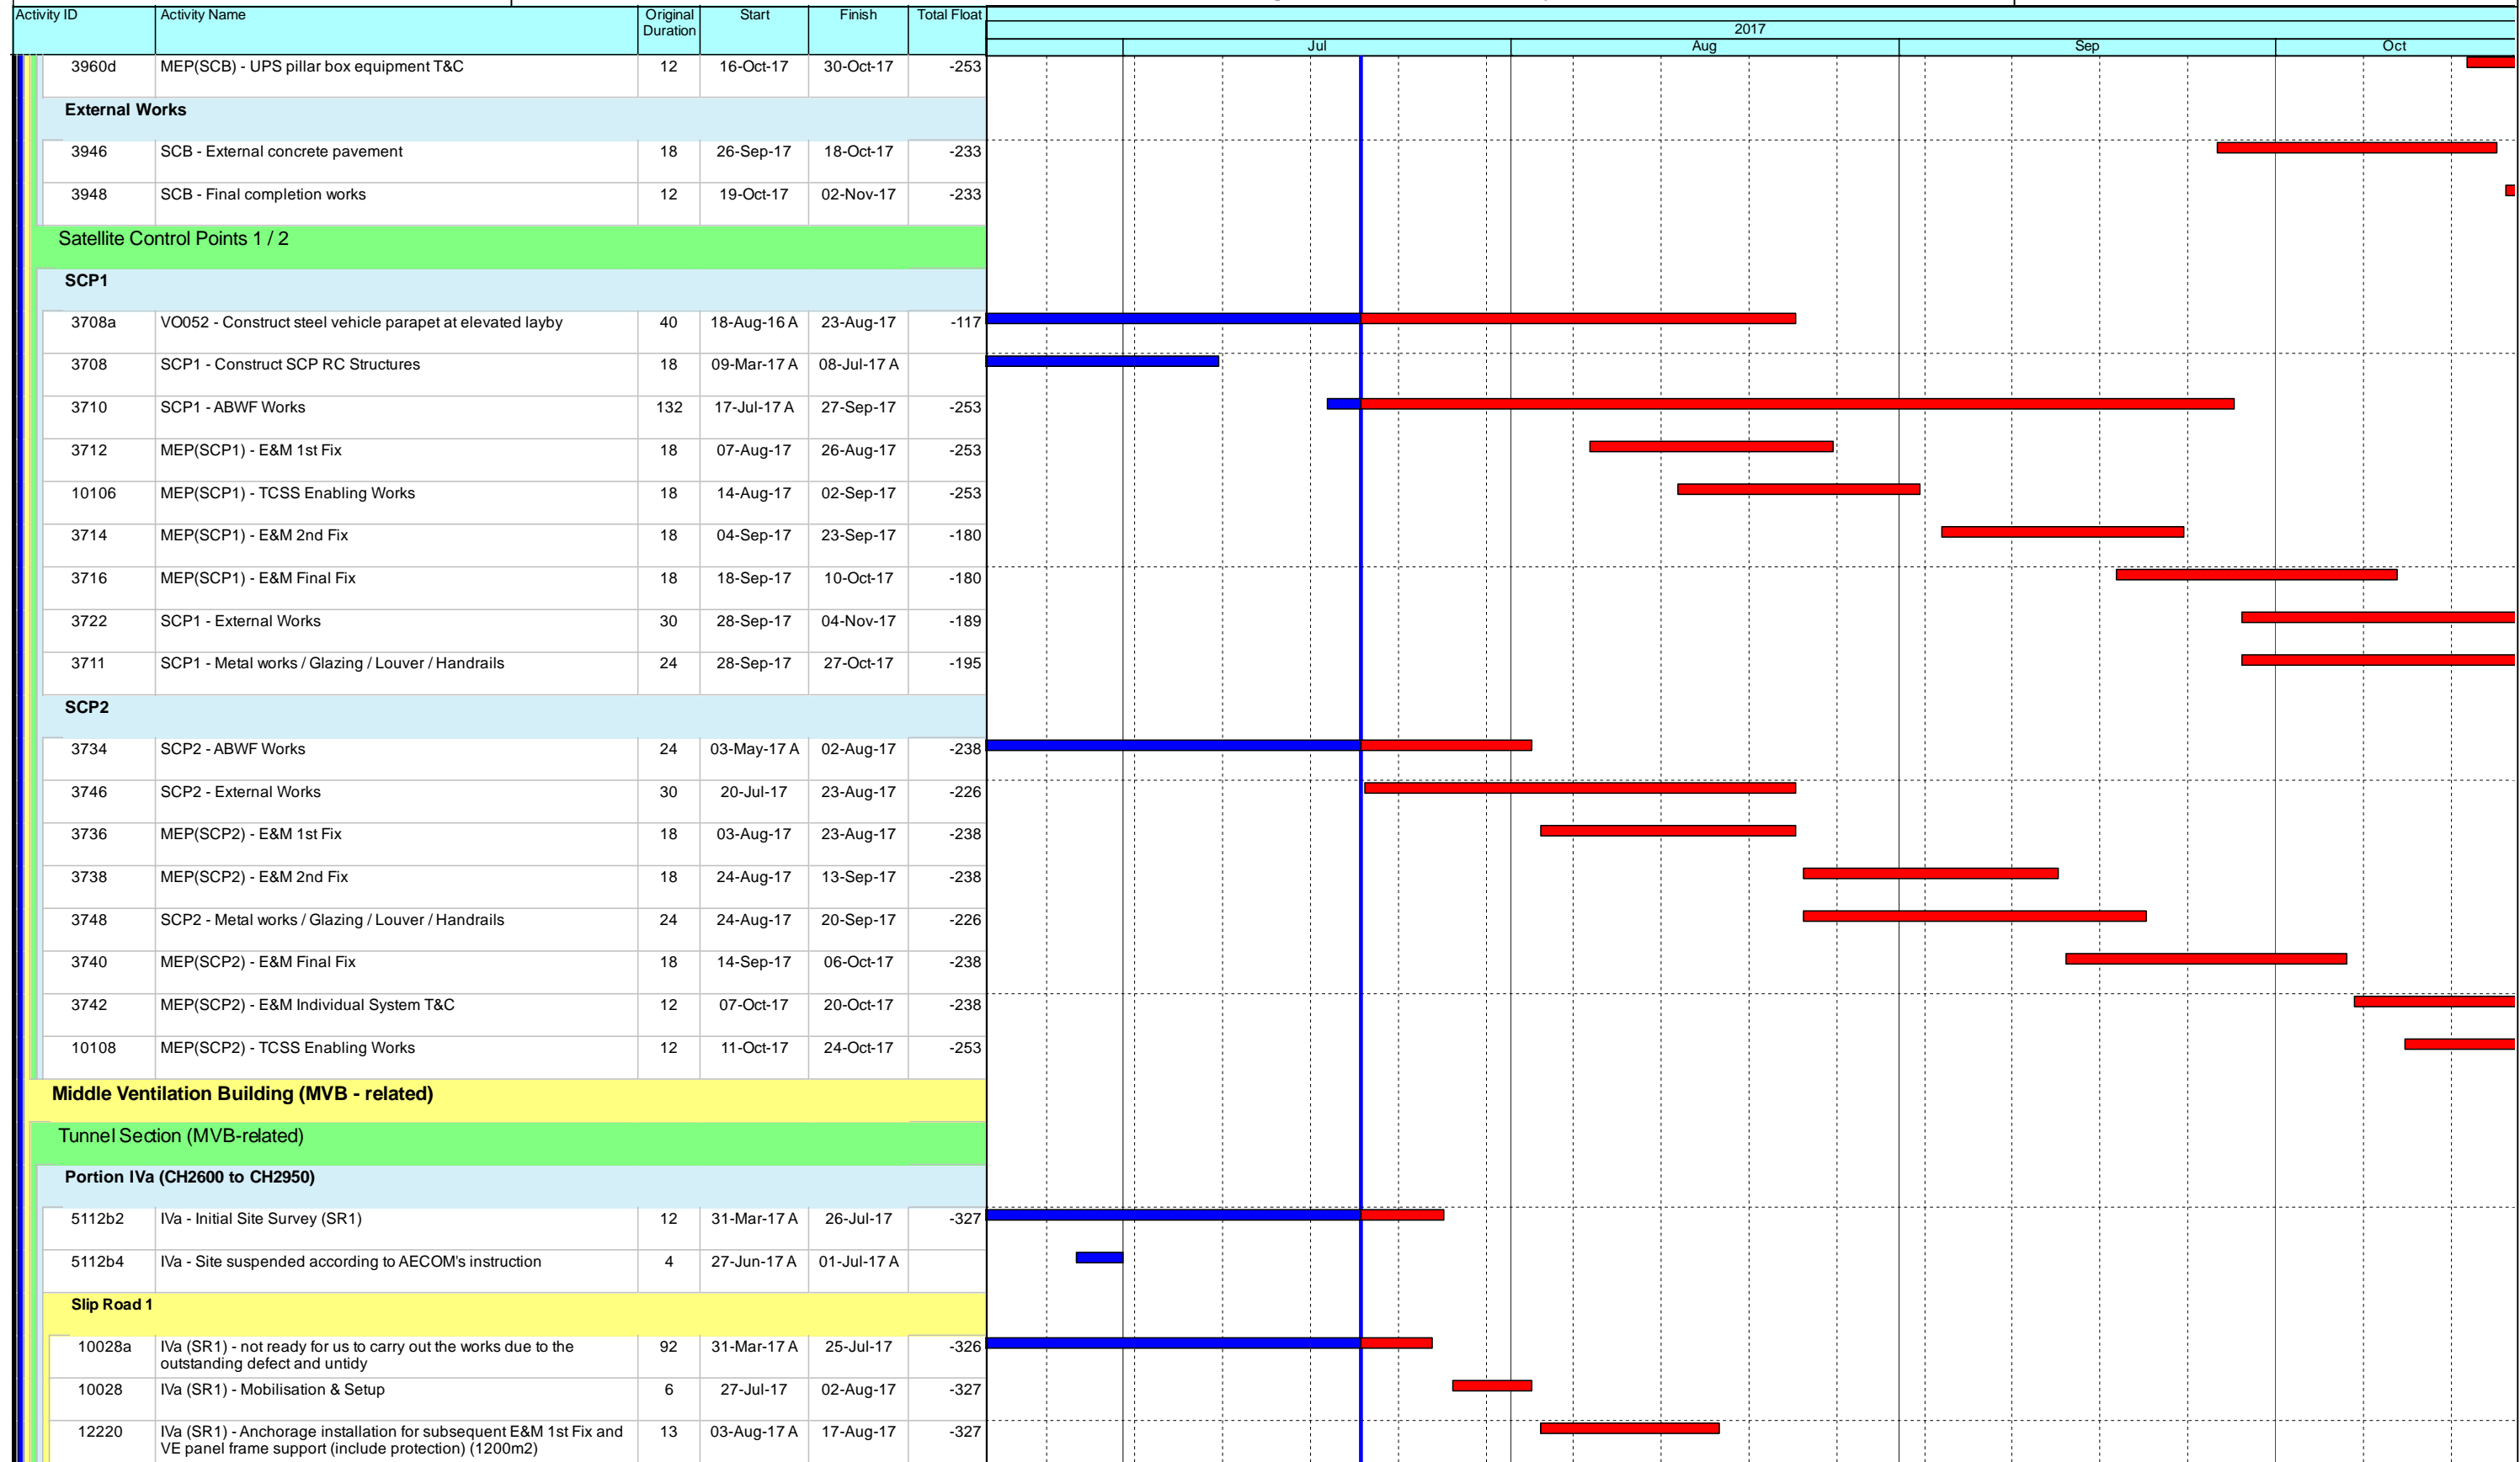 Activity ID Activity Name Original Duration Start Finish Total Float
2017
Jul Aug Sep Oct
3960d MEP(SCB) - UPS pillar box equipment T&C 12 16-Oct-17 30-Oct-17 -253
External Works
3946 SCB - External concrete pavement 18 26-Sep-17 18-Oct-17 -233
3948 SCB - Final completion works 12 19-Oct-17 02-Nov-17 -233
Satellite Control Points 1 / 2
SCP1
3708a VO052 - Construct steel vehicle parapet at elevated layby 40 18-Aug-16 A 23-Aug-17 -117
3708 SCP1 - Construct SCP RC Structures 18 09-Mar-17 A 08-Jul-17 A
3710 SCP1 - ABWF Works 132 17-Jul-17 A 27-Sep-17 -253
3712 MEP(SCP1) - E&M 1st Fix 18 07-Aug-17 26-Aug-17 -253
10106 MEP(SCP1) - TCSS Enabling Works 18 14-Aug-17 02-Sep-17 -253
3714 MEP(SCP1) - E&M 2nd Fix 18 04-Sep-17 23-Sep-17 -180
3716 MEP(SCP1) - E&M Final Fix 18 18-Sep-17 10-Oct-17 -180
3722 SCP1 - External Works 30 28-Sep-17 04-Nov-17 -189
3711 SCP1 - Metal works / Glazing / Louver / Handrails 24 28-Sep-17 27-Oct-17 -195
SCP2
3734 SCP2 - ABWF Works 24 03-May-17 A 02-Aug-17 -238
3746 SCP2 - External Works 30 20-Jul-17 23-Aug-17 -226
3736 MEP(SCP2) - E&M 1st Fix 18 03-Aug-17 23-Aug-17 -238
3738 MEP(SCP2) - E&M 2nd Fix 18 24-Aug-17 13-Sep-17 -238
3748 SCP2 - Metal works / Glazing / Louver / Handrails 24 24-Aug-17 20-Sep-17 -226
3740 MEP(SCP2) - E&M Final Fix 18 14-Sep-17 06-Oct-17 -238
3742 MEP(SCP2) - E&M Individual System T&C 12 07-Oct-17 20-Oct-17 -238
10108 MEP(SCP2) - TCSS Enabling Works 12 11-Oct-17 24-Oct-17 -253
Middle Ventilation Building (MVB - related)
Tunnel Section (MVB-related)
Portion IVa (CH2600 to CH2950)
5112b2 IVa - Initial Site Survey (SR1) 12 31-Mar-17 A 26-Jul-17 -327
5112b4 IVa - Site suspended according to AECOM's instruction 4 27-Jun-17 A 01-Jul-17 A
Slip Road 1
10028a IVa (SR1) - not ready for us to carry out the works due to the 92 31-Mar-17 A 25-Jul-17 -326
outstanding defect and untidy
10028 IVa (SR1) - Mobilisation & Setup 6 27-Jul-17 02-Aug-17 -327
12220 IVa (SR1) - Anchorage installation for subsequent E&M 1st Fix and 13 03-Aug-17 A 17-Aug-17 -327
VE panel frame support (include protection) (1200m2)